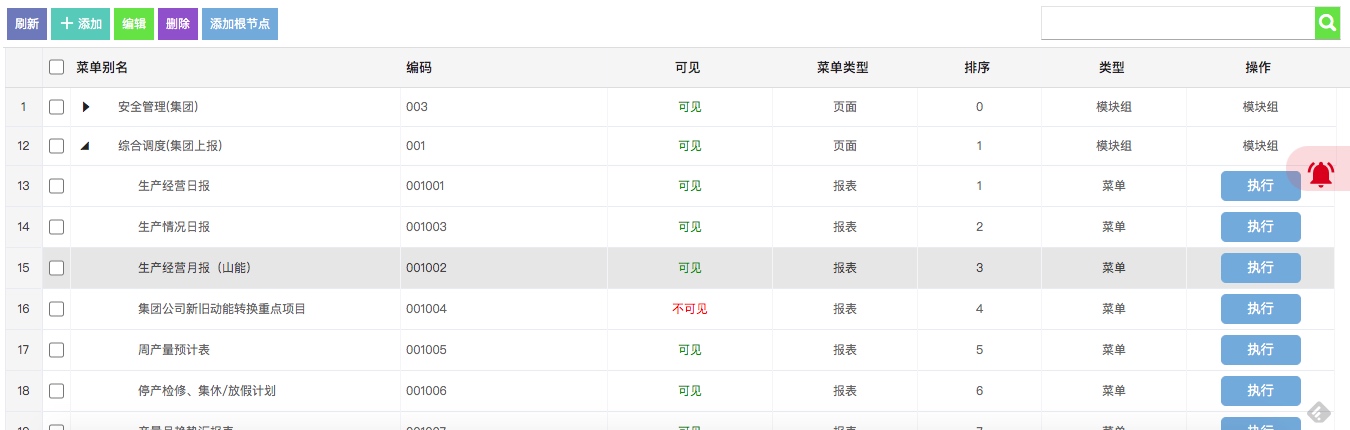 刷新 添加 编辑 删除 添加根节点
菜单别名 编码 可见 菜单类型 排序 类型 操作
1 安全管理(集团) 003 可见 页面 0 模块组 模块组
12 综合调度(集团上报) 001 可见 页面 1 模块组 模块组
13 生产经营日报 001001 可见 报表 1 菜单 执行
14 生产情况日报 001003 可见 报表 2 菜单 执行
15 生产经营月报（山能） 001002 可见 报表 3 菜单 执行
16 集团公司新旧动能转换重点项目 001004 不可见 报表 4 菜单 执行
17 周产量预计表 001005 可见 报表 5 菜单 执行
18 停产检修、集休/放假计划 001006 可见 报表 6 菜单 执行
19 可见 报表 7 菜单 执行